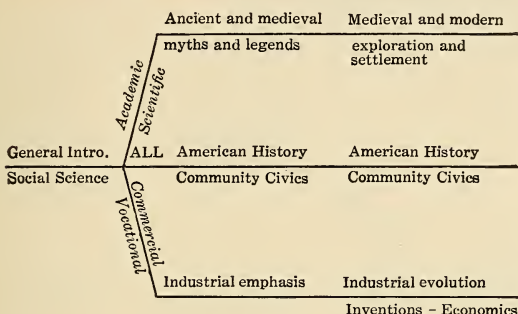 Ancient and medieval Medieval and modern
myths and legends exploration and
settlement
Academic
Scientific
General Intro. ALL American History American History
Social Science Community Civics Community Civics
Commercial
Vocational
Industrial emphasis Industrial evolution
Inventions – Economics